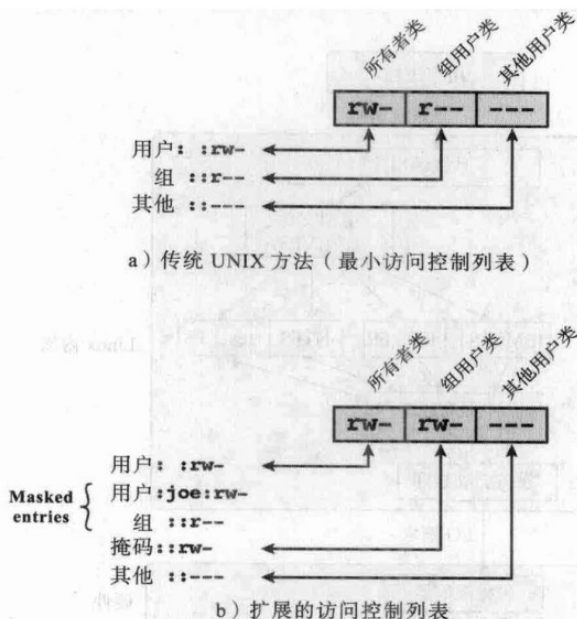 所有者类
组用户类
其他用户类
rw- r-- ---
用户: :rw-
组 ::r--
其他 ::---
a）传统 UNIX 方法（最小访问控制列表）
所有者类
组用户类
其他用户类
rw- rw- ---
用户: :rw-
Masked entries
用户:joe:rw-
组 ::r--
掩码::rw-
其他 ::---
b）扩展的访问控制列表